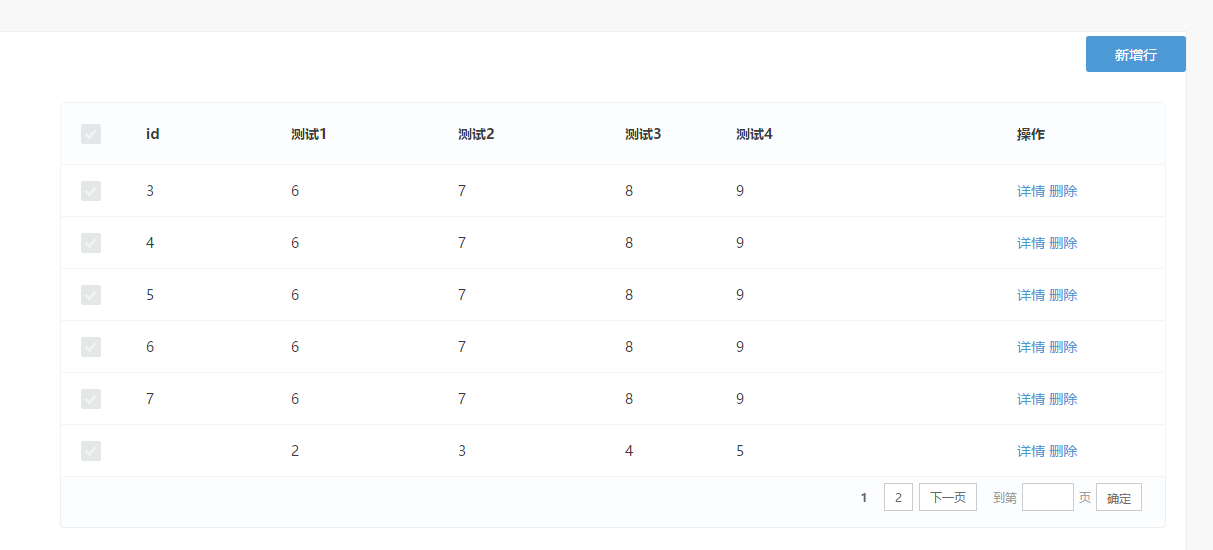 新增行
id 测试1 测试2 测试3 测试4 操作
3 6 7 8 9 详情 删除
4 6 7 8 9 详情 删除
5 6 7 8 9 详情 删除
6 6 7 8 9 详情 删除
7 6 7 8 9 详情 删除
2 3 4 5 详情 删除
1 2 下一页 到第 页 确定